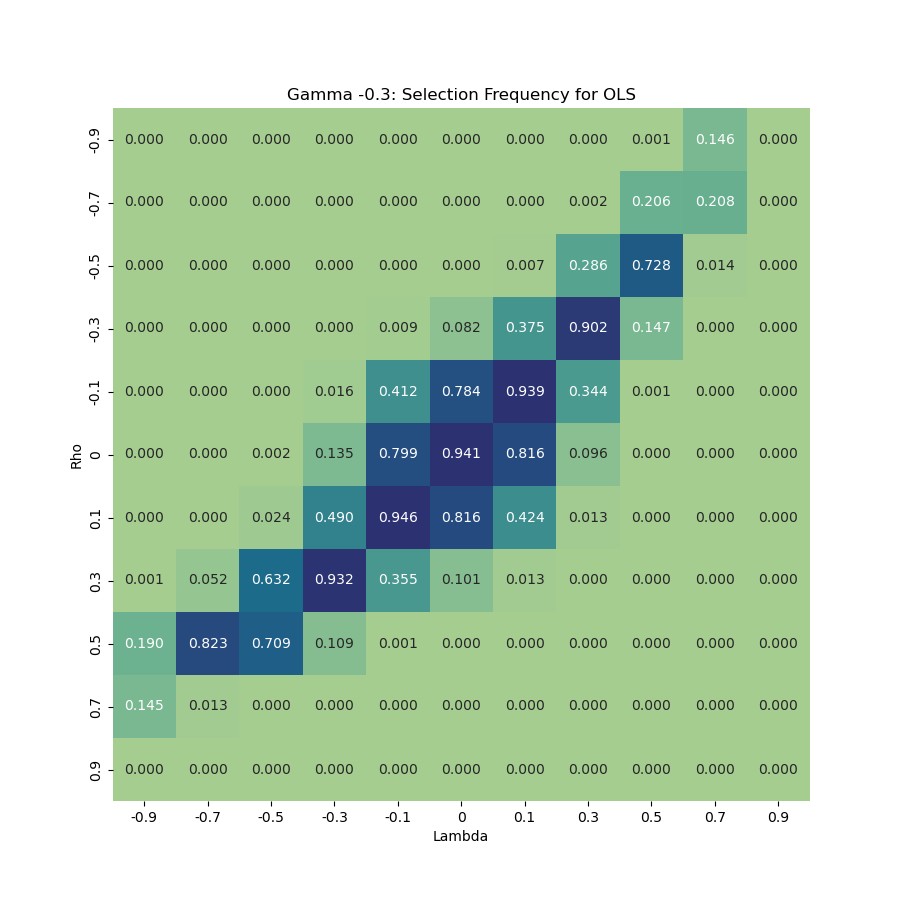 Gamma -0.3: Selection Frequency for OLS
-0.9 0.000 0.000 0.000 0.000 0.000 0.000 0.000 0.000 0.001 0.146 0.000
-0.7 0.000 0.000 0.000 0.000 0.000 0.000 0.000 0.002 0.206 0.208 0.000
-0.5 0.000 0.000 0.000 0.000 0.000 0.000 0.007 0.286 0.728 0.014 0.000
-0.3 0.000 0.000 0.000 0.000 0.009 0.082 0.375 0.902 0.147 0.000 0.000
-0.1 0.000 0.000 0.000 0.016 0.412 0.784 0.939 0.344 0.001 0.000 0.000
Rho
0 0.000 0.000 0.002 0.135 0.799 0.941 0.816 0.096 0.000 0.000 0.000
0.1 0.000 0.000 0.024 0.490 0.946 0.816 0.424 0.013 0.000 0.000 0.000
0.3 0.001 0.052 0.632 0.932 0.355 0.101 0.013 0.000 0.000 0.000 0.000
0.5 0.190 0.823 0.709 0.109 0.001 0.000 0.000 0.000 0.000 0.000 0.000
0.7 0.145 0.013 0.000 0.000 0.000 0.000 0.000 0.000 0.000 0.000 0.000
0.9 0.000 0.000 0.000 0.000 0.000 0.000 0.000 0.000 0.000 0.000 0.000
-0.9 -0.7 -0.5 -0.3 -0.1 0 0.1 0.3 0.5 0.7 0.9
Lambda